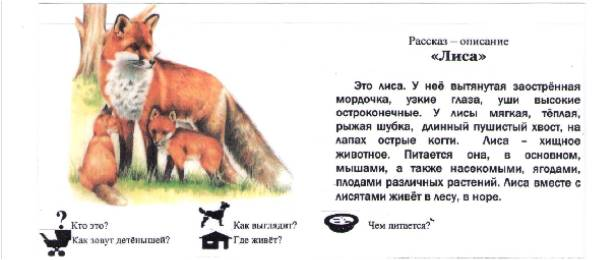 Рассказ – описание
«Лиса»
Это лиса. У неё вытянутая заострённая
мордочка, узкие глаза, уши высокие
остроконечные. У лисы мягкая, тёплая,
рыжая шубка, длинный пушистый хвост, на
лапах острые когти. Лиса – хищное
животное. Питается она, в основном,
мышами, а также насекомыми, ягодами,
плодами различных растений. Лиса вместе с
лисятами живёт в лесу, в норе.
? Кто это?
Как выглядит?
Чем питается?
Как зовут детёнышей?
Где живёт?